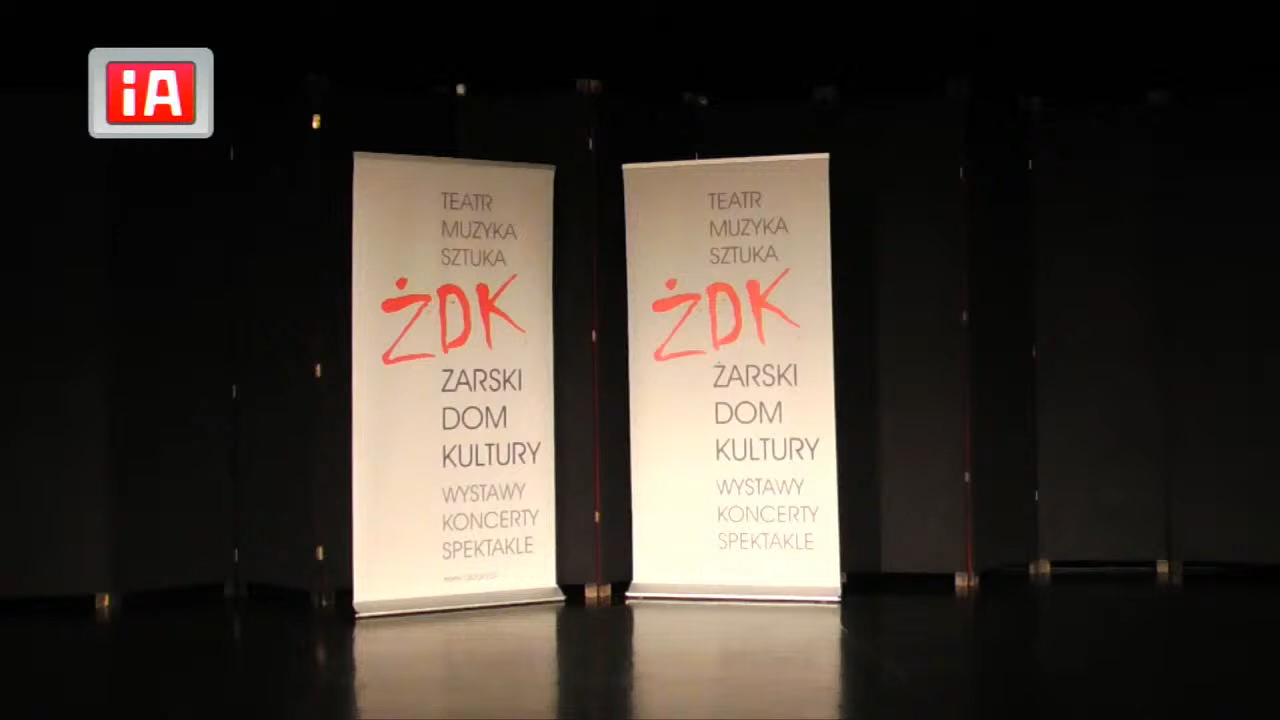 iA
TEATR
MUZYKA
SZTUKA
ŻDK
ŻARSKI
DOM
KULTURY
WYSTAWY
KONCERTY
SPEKTAKLE
TEATR
MUZYKA
SZTUKA
ŻDK
ŻARSKI
DOM
KULTURY
WYSTAWY
KONCERTY
SPEKTAKLE